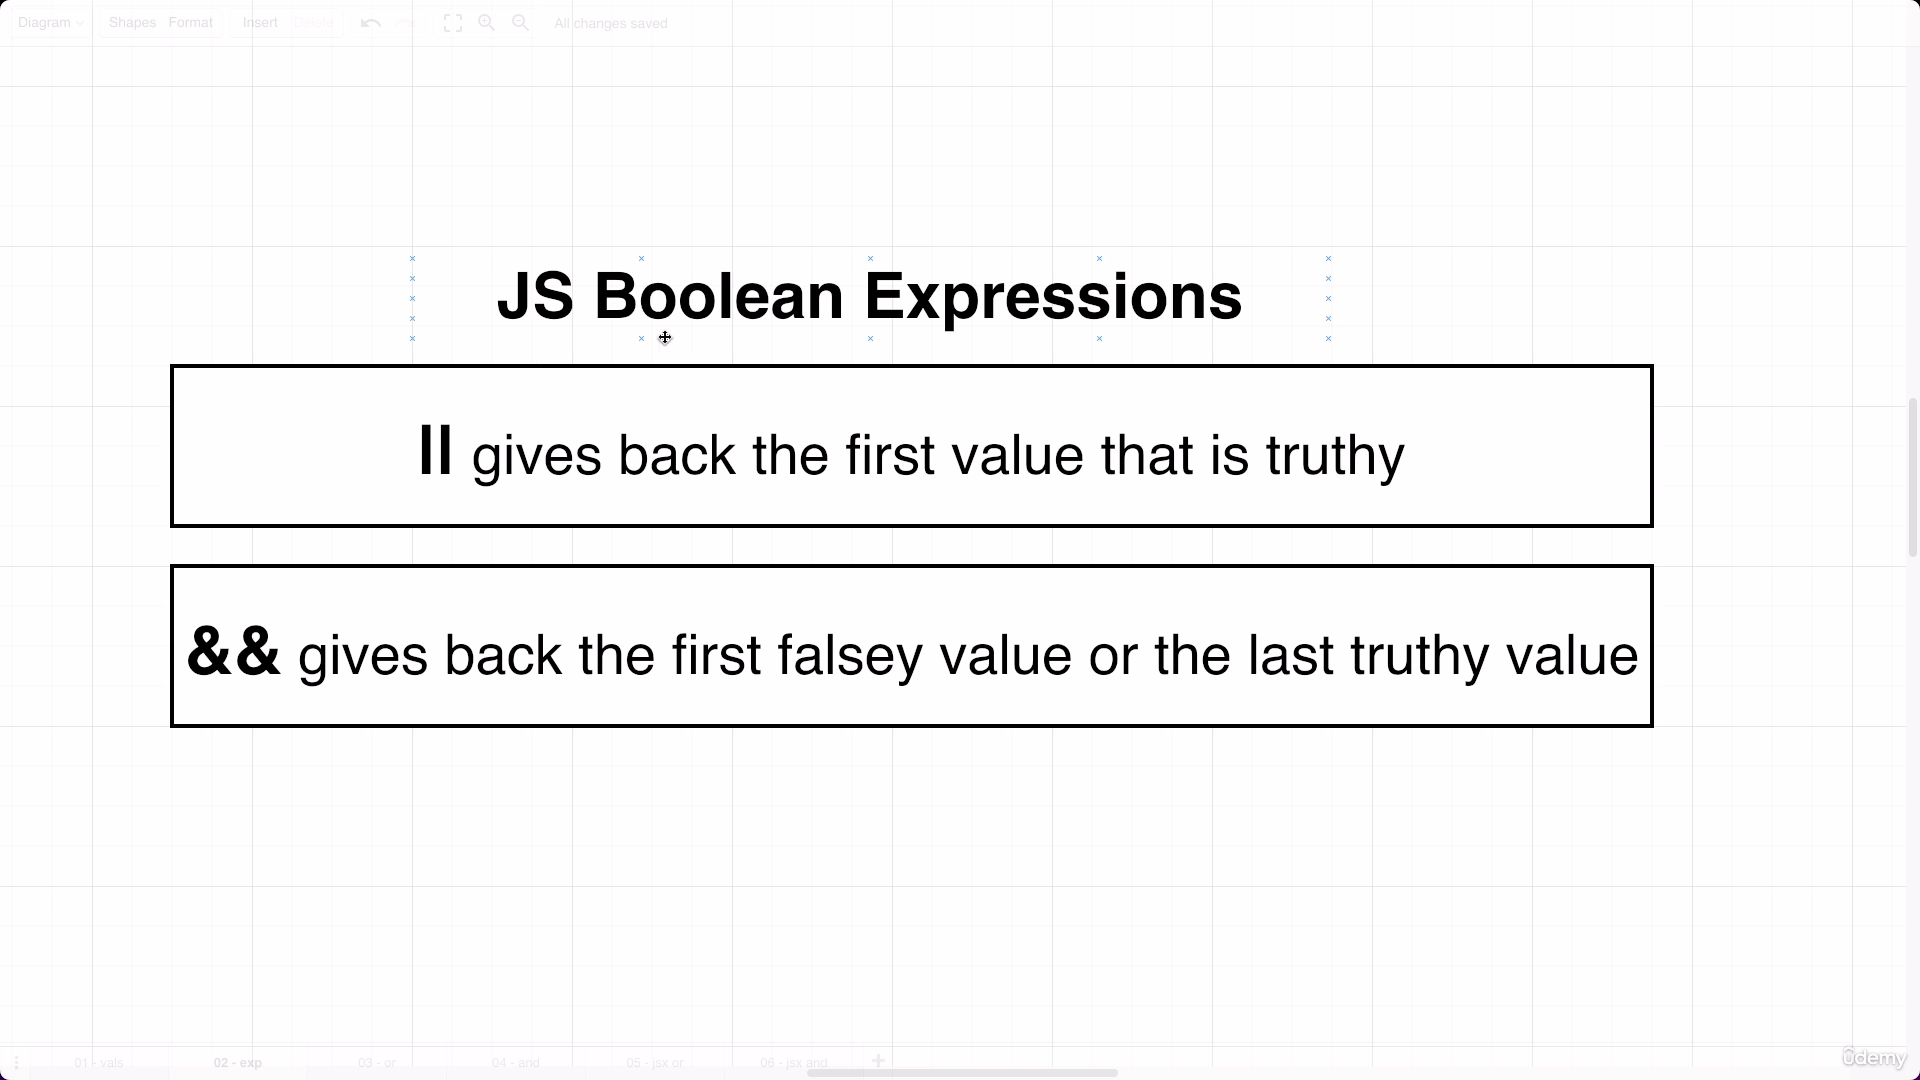 Diagram Shapes Format Insert Delete All changes saved
JS Boolean Expressions
|| gives back the first value that is truthy
&& gives back the first falsey value or the last truthy value
01 - vals 02 - exp 03 - or 04 - and 05 - jsx or 06 - jsx and
ûdemy